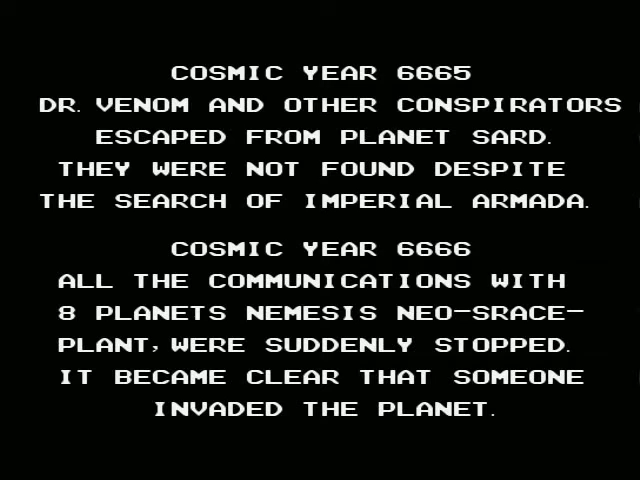 COSMIC YEAR 6665
DR. VENOM AND OTHER CONSPIRATORS
ESCAPED FROM PLANET SARD.
THEY WERE NOT FOUND DESPITE
THE SEARCH OF IMPERIAL ARMADA.
COSMIC YEAR 6666
ALL THE COMMUNICATIONS WITH
8 PLANETS NEMESIS NEO-SRACE-
PLANT, WERE SUDDENLY STOPPED.
IT BECAME CLEAR THAT SOMEONE
INVADED THE PLANET.